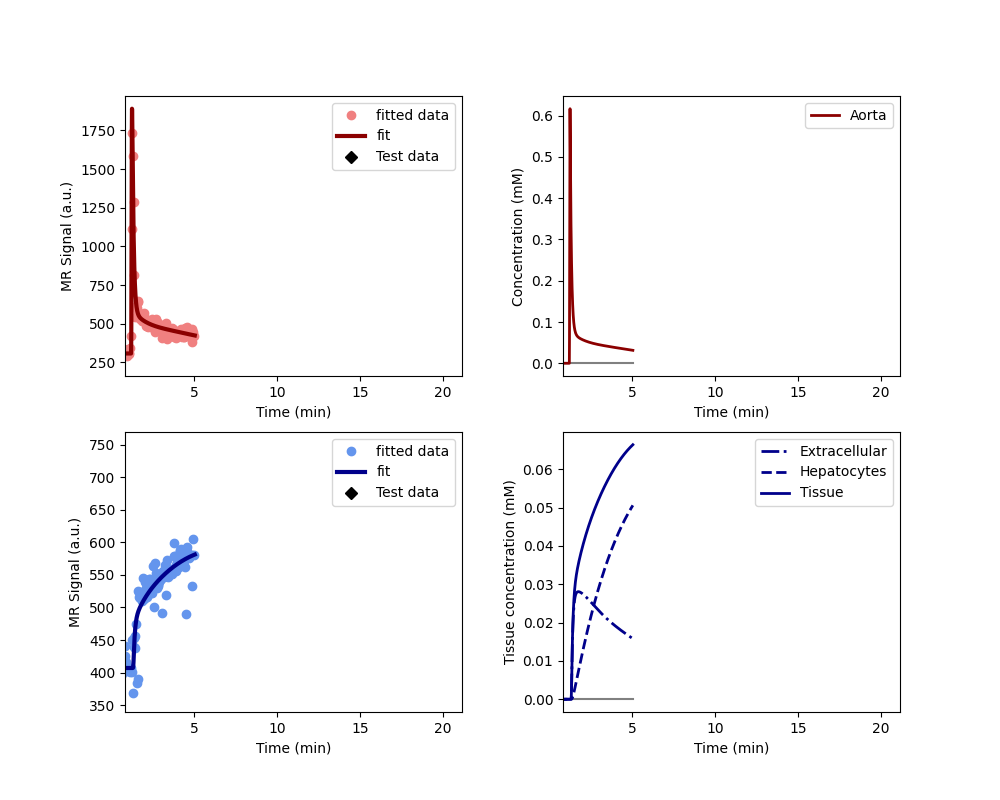 1750
1500
1250
1000
750
500
250
MR Signal (a.u.)
5 10 15 20
Time (min)
fitted data
fit
Test data
0.6
0.5
0.4
0.3
0.2
0.1
0.0
Concentration (mM)
5 10 15 20
Time (min)
Aorta
750
700
650
600
550
500
450
400
350
MR Signal (a.u.)
5 10 15 20
Time (min)
fitted data
fit
Test data
0.06
0.05
0.04
0.03
0.02
0.01
0.00
Tissue concentration (mM)
5 10 15 20
Time (min)
Extracellular
Hepatocytes
Tissue